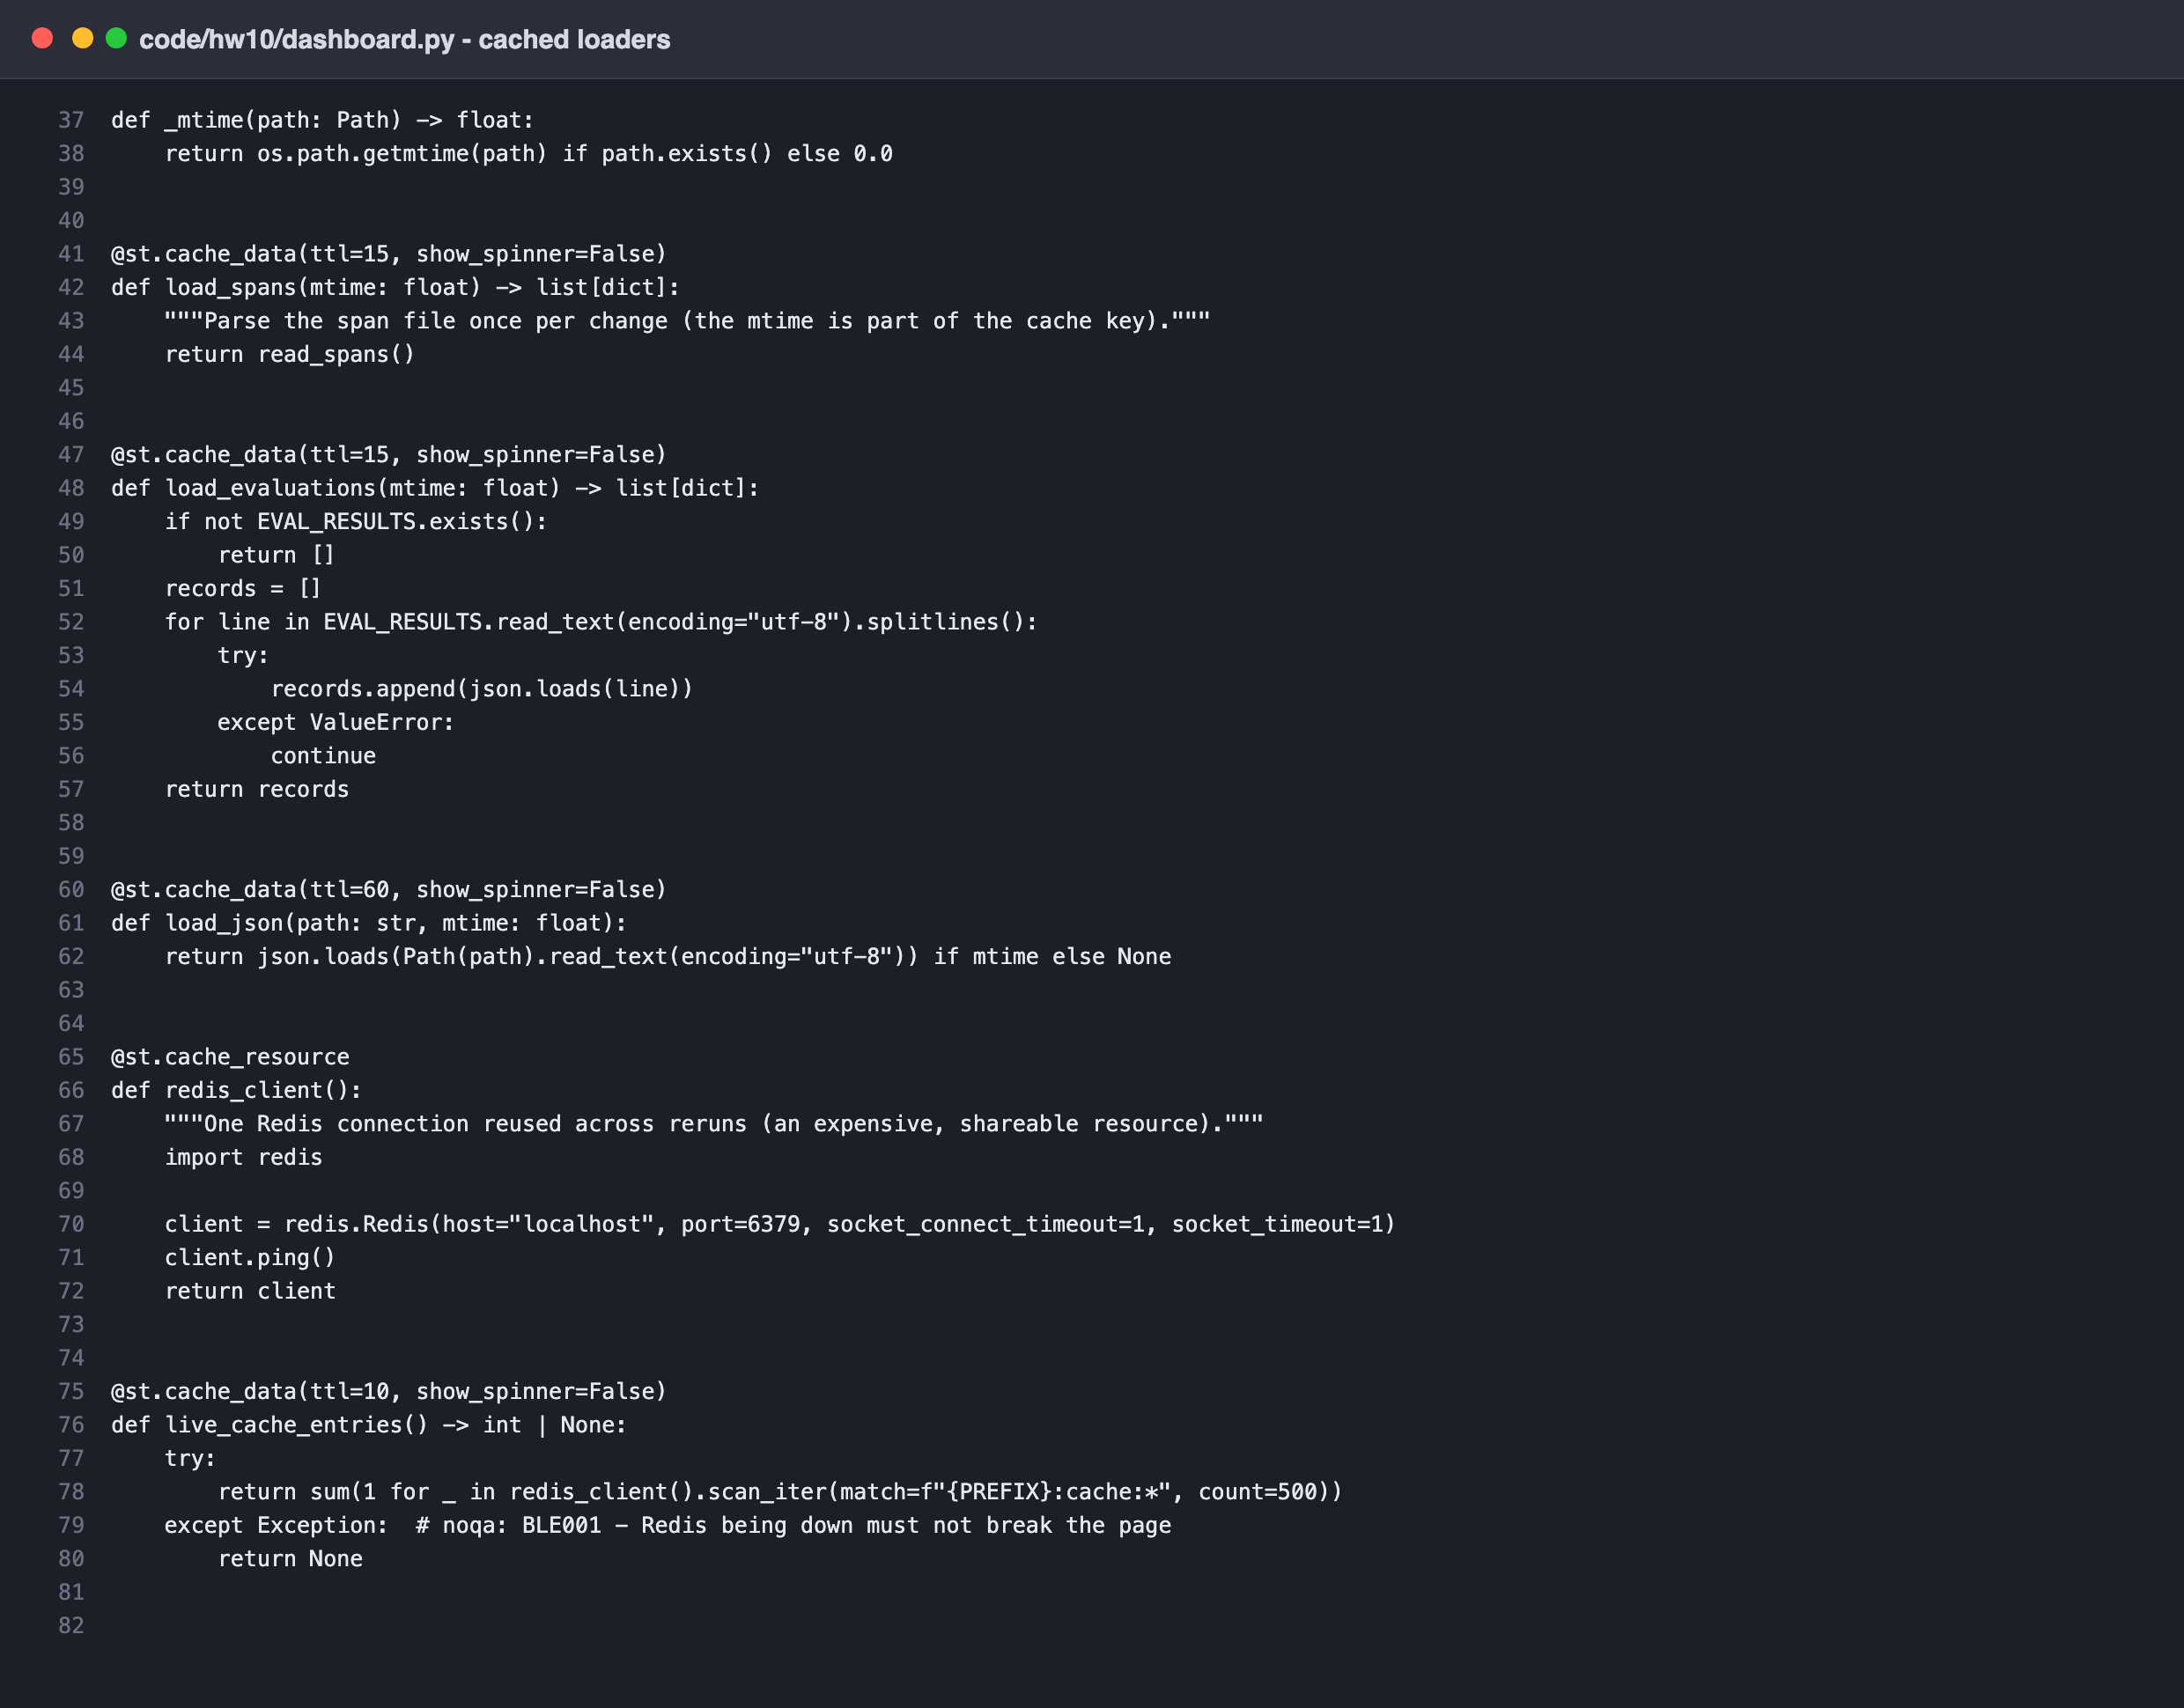 code/hw10/dashboard.py - cached loaders
37 def _mtime(path: Path) -> float:
38     return os.path.getmtime(path) if path.exists() else 0.0
39
40
41 @st.cache_data(ttl=15, show_spinner=False)
42 def load_spans(mtime: float) -> list[dict]:
43     """Parse the span file once per change (the mtime is part of the cache key)."""
44     return read_spans()
45
46
47 @st.cache_data(ttl=15, show_spinner=False)
48 def load_evaluations(mtime: float) -> list[dict]:
49     if not EVAL_RESULTS.exists():
50         return []
51     records = []
52     for line in EVAL_RESULTS.read_text(encoding="utf-8").splitlines():
53         try:
54             records.append(json.loads(line))
55         except ValueError:
56             continue
57     return records
58
59
60 @st.cache_data(ttl=60, show_spinner=False)
61 def load_json(path: str, mtime: float):
62     return json.loads(Path(path).read_text(encoding="utf-8")) if mtime else None
63
64
65 @st.cache_resource
66 def redis_client():
67     """One Redis connection reused across reruns (an expensive, shareable resource)."""
68     import redis
69
70     client = redis.Redis(host="localhost", port=6379, socket_connect_timeout=1, socket_timeout=1)
71     client.ping()
72     return client
73
74
75 @st.cache_data(ttl=10, show_spinner=False)
76 def live_cache_entries() -> int | None:
77     try:
78         return sum(1 for _ in redis_client().scan_iter(match=f"{PREFIX}:cache:*", count=500))
79     except Exception:  # noqa: BLE001 - Redis being down must not break the page
80         return None
81
82